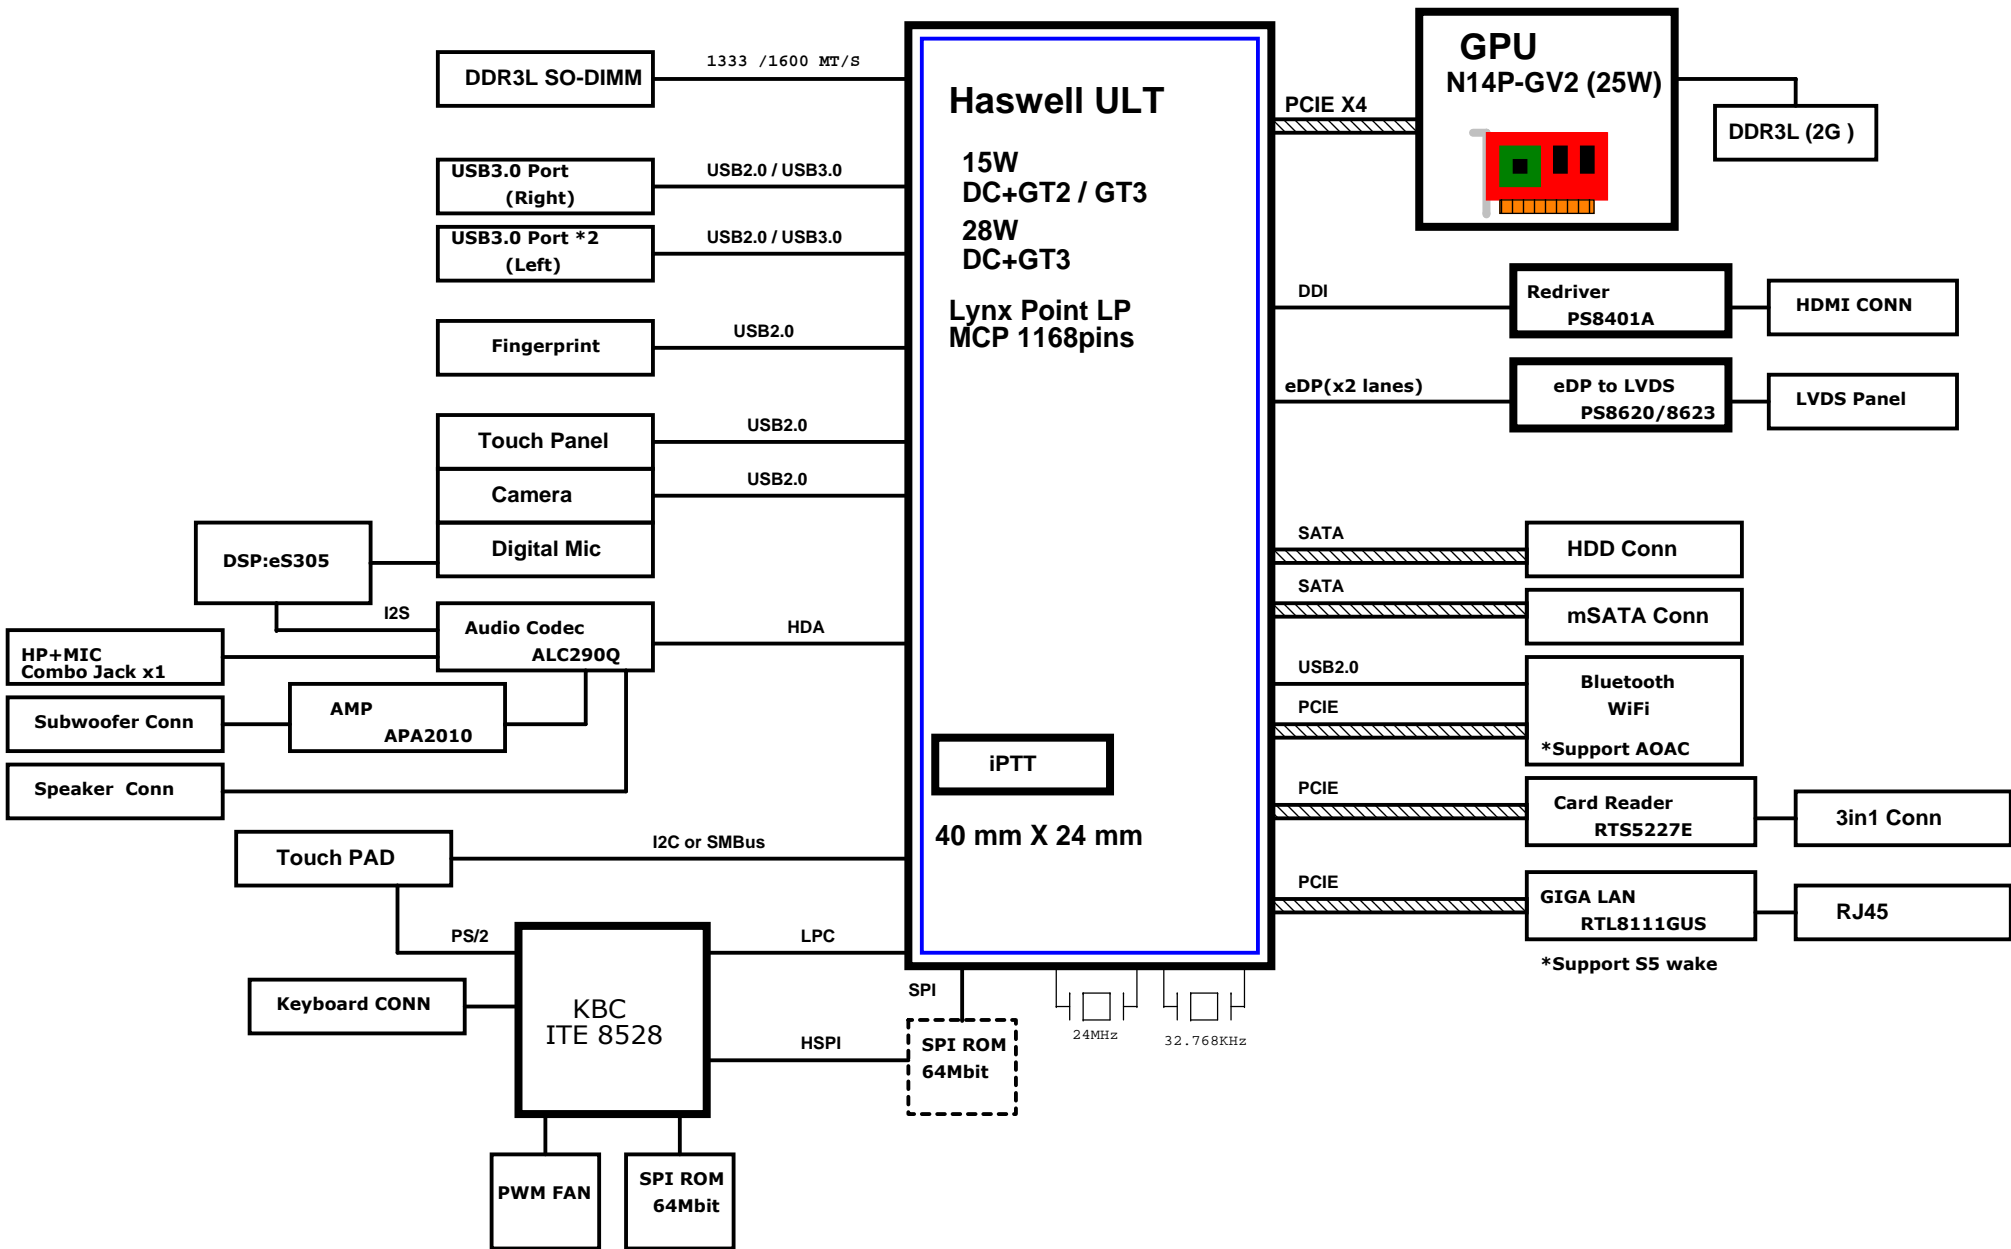 DDR3L SO-DIMM
1333 /1600 MT/S
USB3.0 Port
(Right)
USB2.0 / USB3.0
USB3.0 Port *2
(Left)
USB2.0 / USB3.0
Fingerprint
USB2.0
Touch Panel
USB2.0
Camera
USB2.0
Digital Mic
DSP:eS305
I2S
Audio Codec
ALC290Q
HDA
HP+MIC
Combo Jack x1
Subwoofer Conn
AMP
APA2010
Speaker Conn
Touch PAD
I2C or SMBus
PS/2
Keyboard CONN
KBC
ITE 8528
LPC
HSPI
PWM FAN
SPI ROM
64Mbit
Haswell ULT
15W
DC+GT2 / GT3
28W
DC+GT3
Lynx Point LP
MCP 1168pins
iPTT
40 mm X 24 mm
SPI
SPI ROM
64Mbit
24MHz
32.768KHz
PCIE X4
GPU
N14P-GV2 (25W)
DDR3L (2G )
DDI
Redriver
PS8401A
HDMI CONN
eDP(x2 lanes)
eDP to LVDS
PS8620/8623
LVDS Panel
SATA
HDD Conn
SATA
mSATA Conn
USB2.0
PCIE
Bluetooth
WiFi
*Support AOAC
PCIE
Card Reader
RTS5227E
3in1 Conn
PCIE
GIGA LAN
RTL8111GUS
RJ45
*Support S5 wake